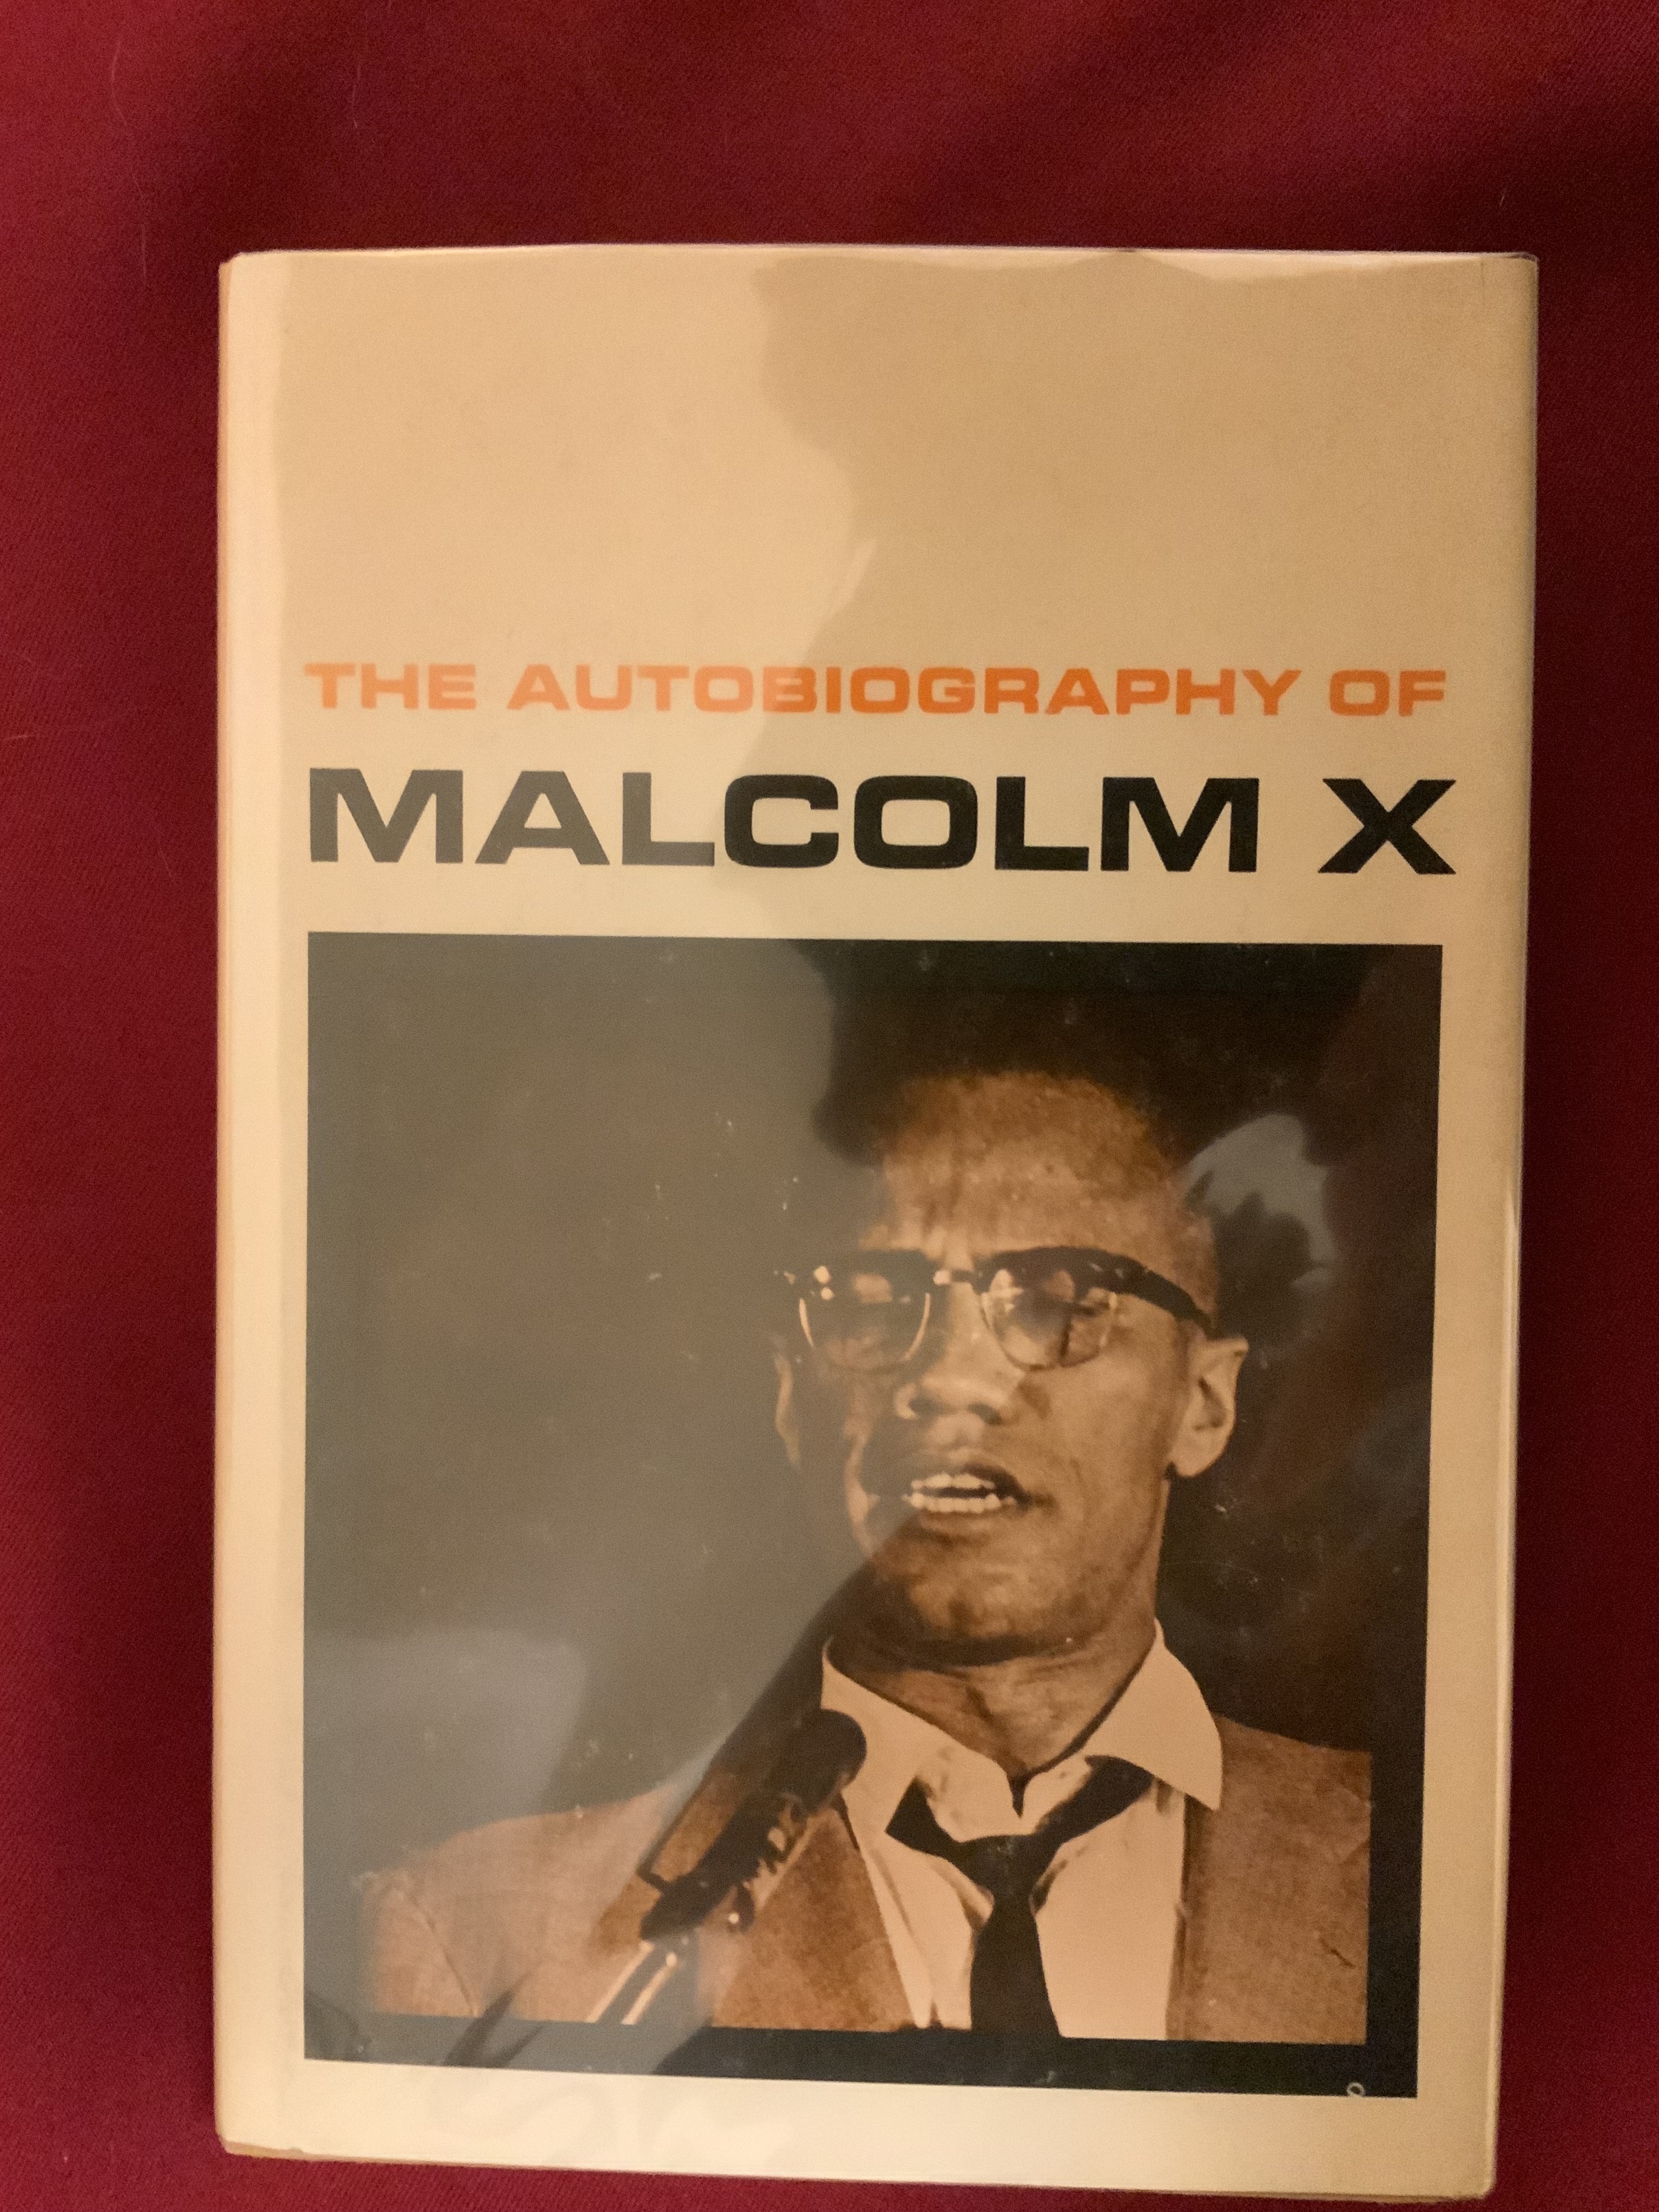 THE AUTOBIOGRAPHY OF
MALCOLM X